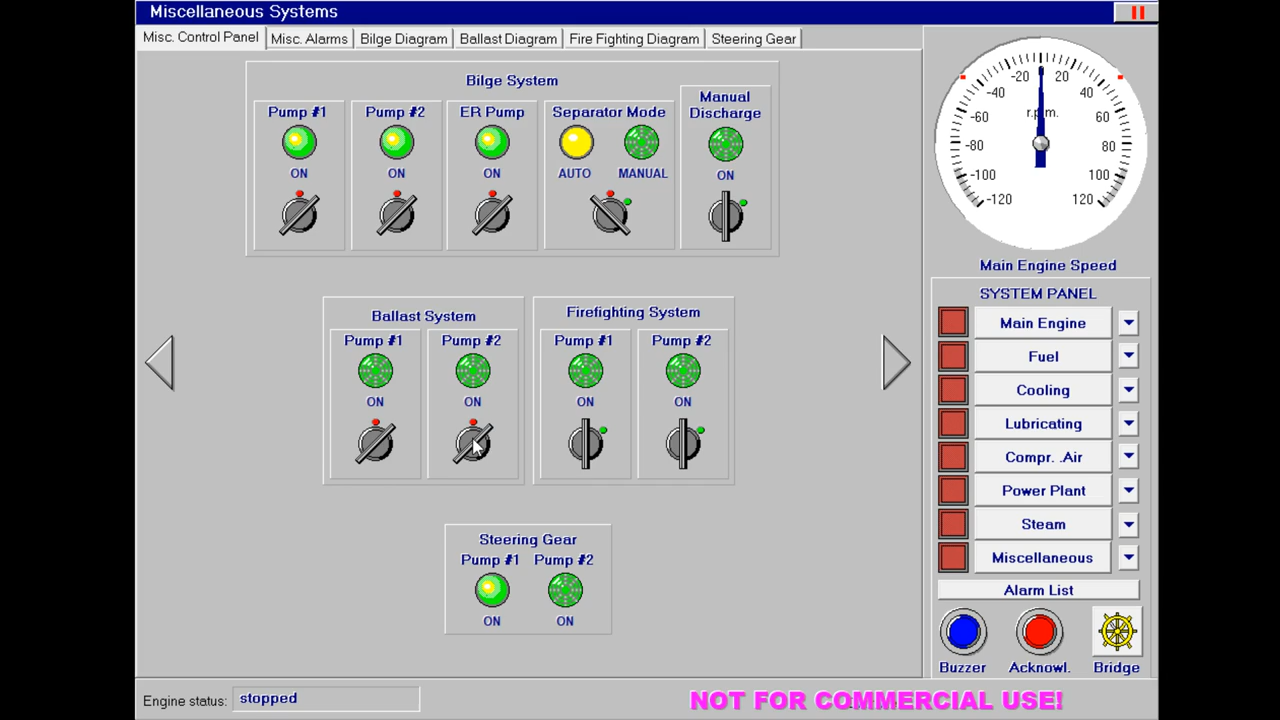 Miscellaneous Systems
Misc. Control Panel Misc. Alarms Bilge Diagram Ballast Diagram Fire Fighting Diagram Steering Gear
Bilge System
Pump #1 Pump #2 ER Pump Separator Mode Manual Discharge
ON ON ON AUTO MANUAL ON
Ballast System
Pump #1 Pump #2
ON ON
Firefighting System
Pump #1 Pump #2
ON ON
Steering Gear
Pump #1 Pump #2
ON ON
-20 20
-40 40
r.p.m.
-60 60
-80 80
-100 100
-120 120
Main Engine Speed
SYSTEM PANEL
Main Engine
Fuel
Cooling
Lubricating
Compr. .Air
Power Plant
Steam
Miscellaneous
Alarm List
Buzzer Acknowl. Bridge
Engine status: stopped
NOT FOR COMMERCIAL USE!